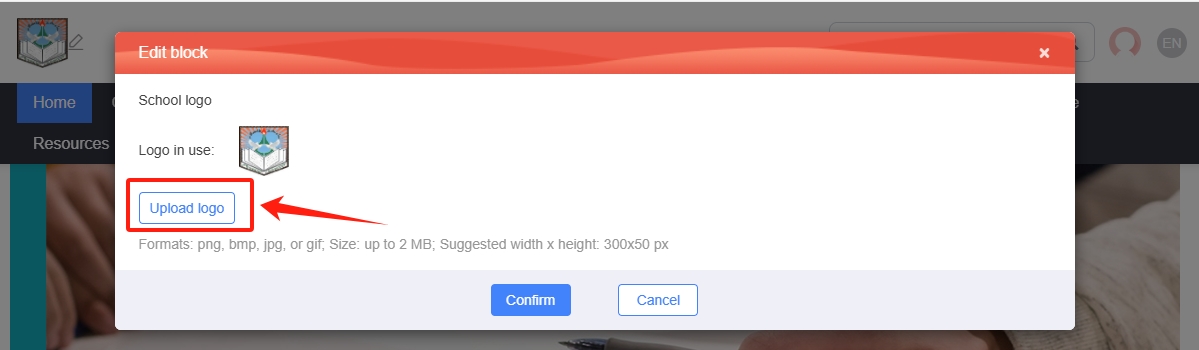 Edit block
×
EN
School logo
Home
Logo in use:
Resources
Upload logo
Formats: png, bmp, jpg, or gif; Size: up to 2 MB; Suggested width x height: 300x50 px
Confirm
Cancel